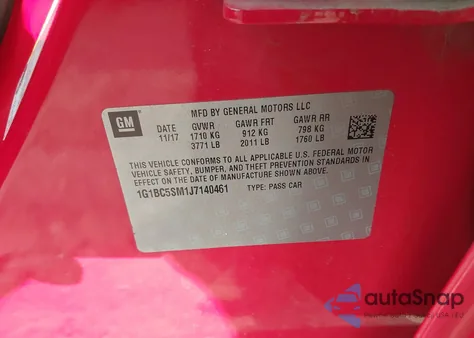 MFD BY GENERAL MOTORS LLC
GM
DATE GVWR GAWR FRT GAWR RR
11/17 1710 KG 912 KG 798 KG
3771 LB 2011 LB 1760 LB
THIS VEHICLE CONFORMS TO ALL APPLICABLE U.S. FEDERAL MOTOR
VEHICLE SAFETY, BUMPER, AND THEFT PREVENTION STANDARDS IN
EFFECT ON THE DATE OF MANUFACTURE SHOWN ABOVE.
1G1BC5SM1J7140461 TYPE: PASS CAR
autoSnap